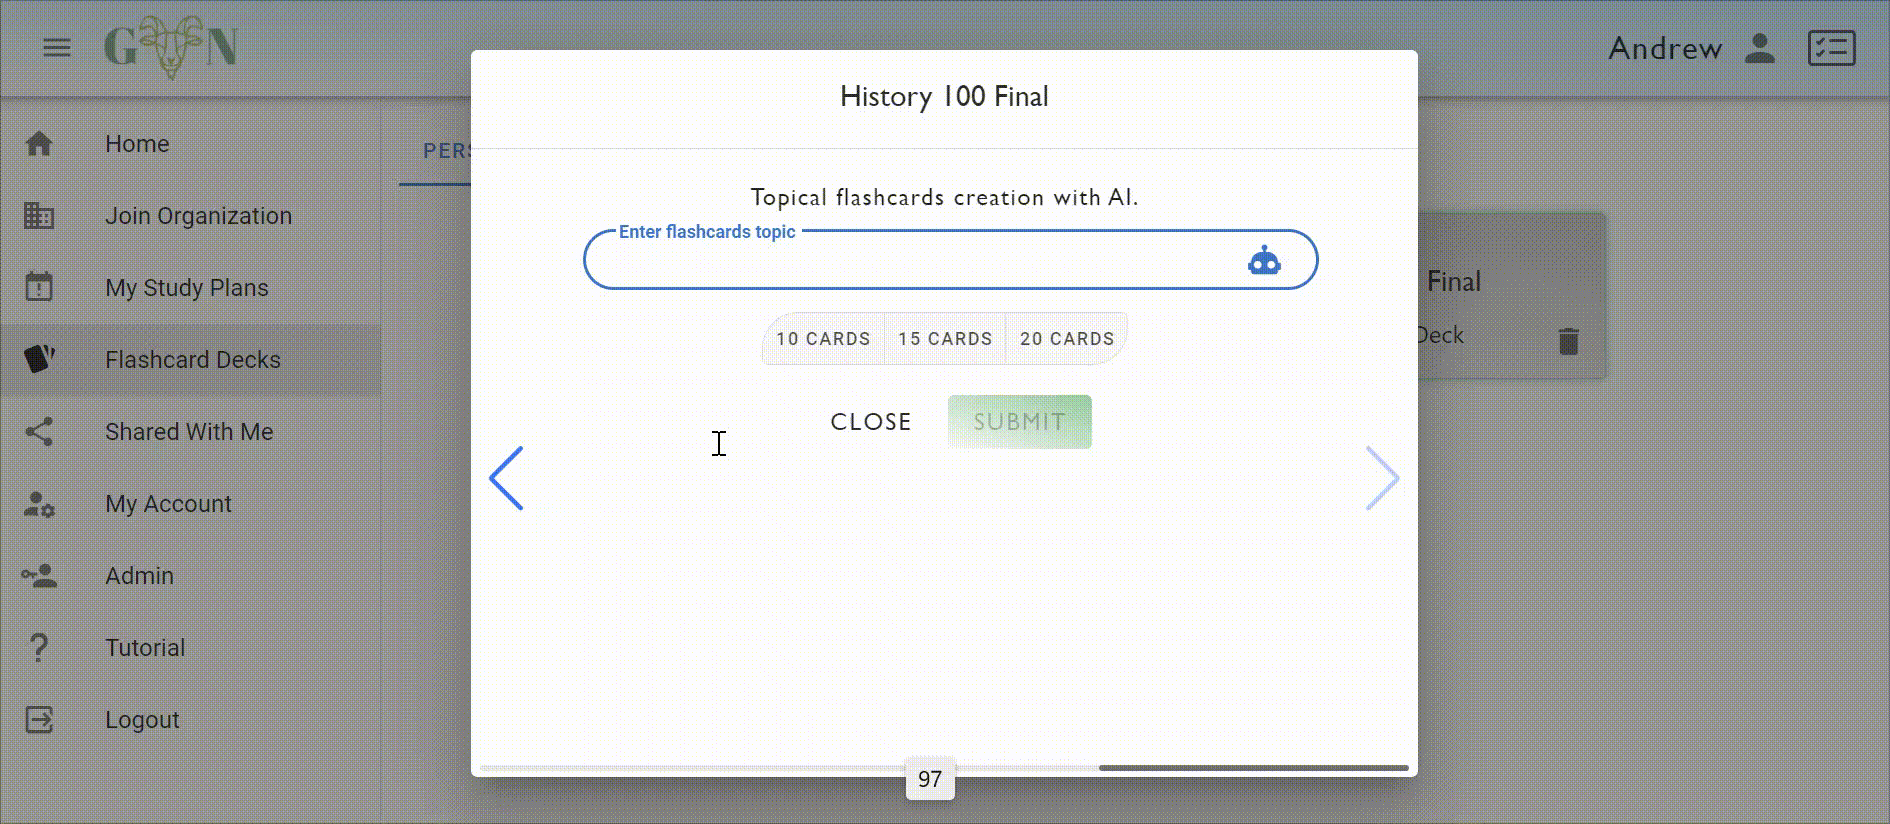 G N
Andrew
Home
Join Organization
My Study Plans
Flashcard Decks
Shared With Me
My Account
Admin
Tutorial
Logout
PERS
History 100 Final
Topical flashcards creation with AI.
Enter flashcards topic
10 CARDS 15 CARDS 20 CARDS
CLOSE SUBMIT
97
Final
Deck